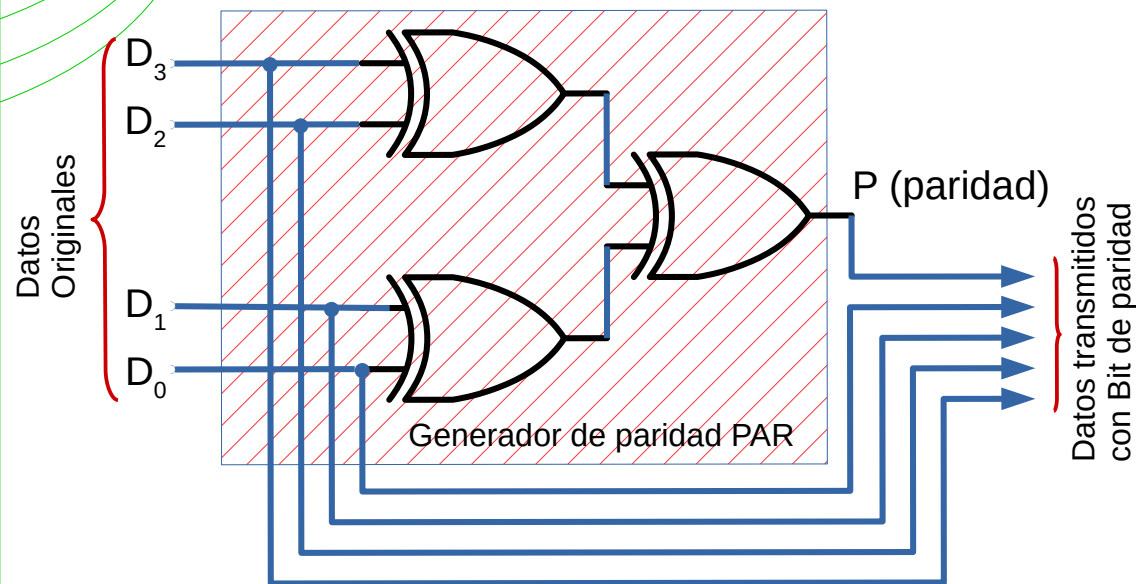 Datos
Originales
D3
D2
D1
D0
P (paridad)
Generador de paridad PAR
Datos transmitidos
con Bit de paridad